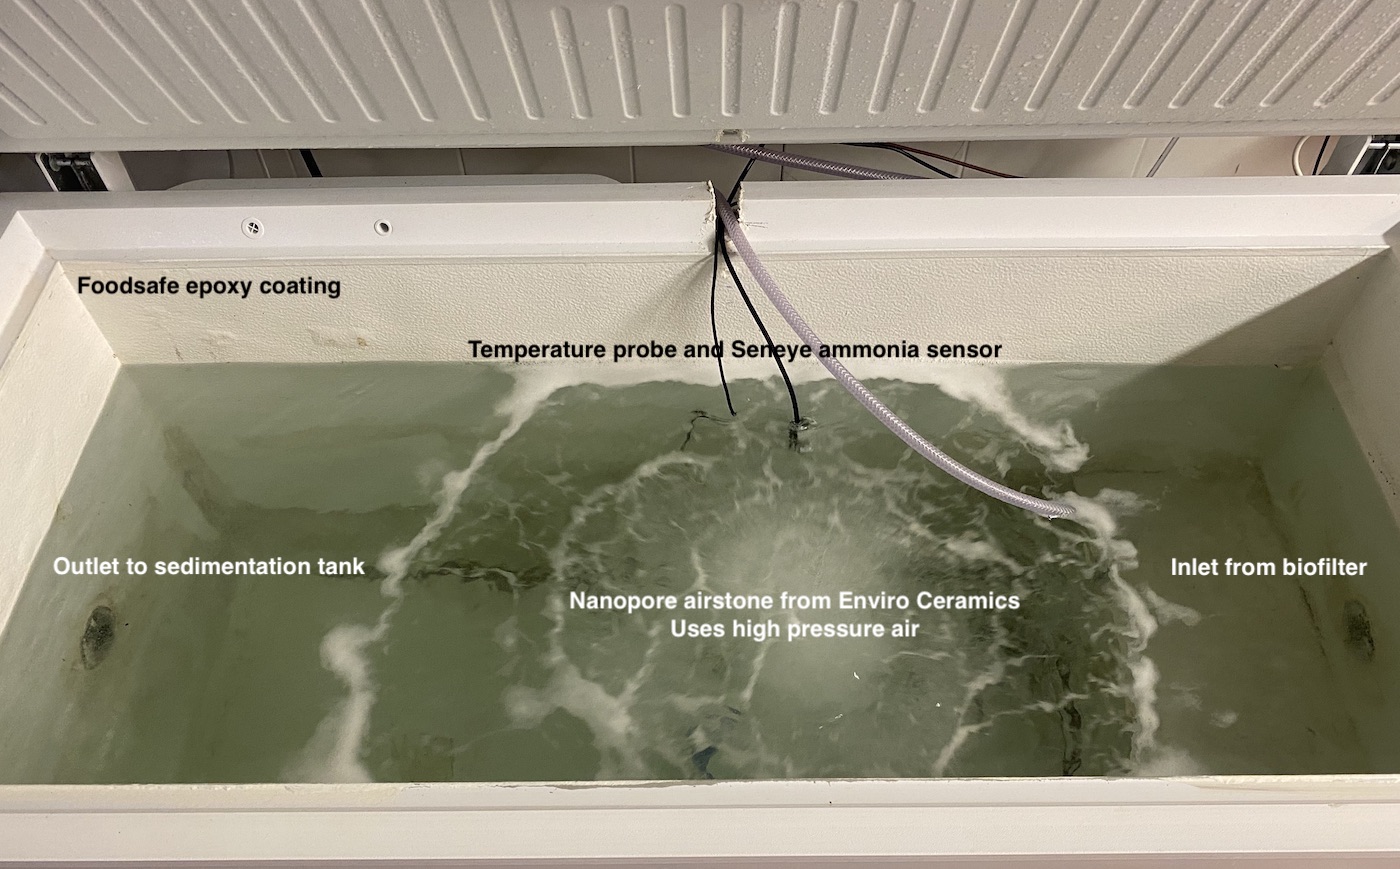 Foodsafe epoxy coating
Temperature probe and Seneye ammonia sensor
Outlet to sedimentation tank
Inlet from biofilter
Nanopore airstone from Enviro Ceramics
Uses high pressure air